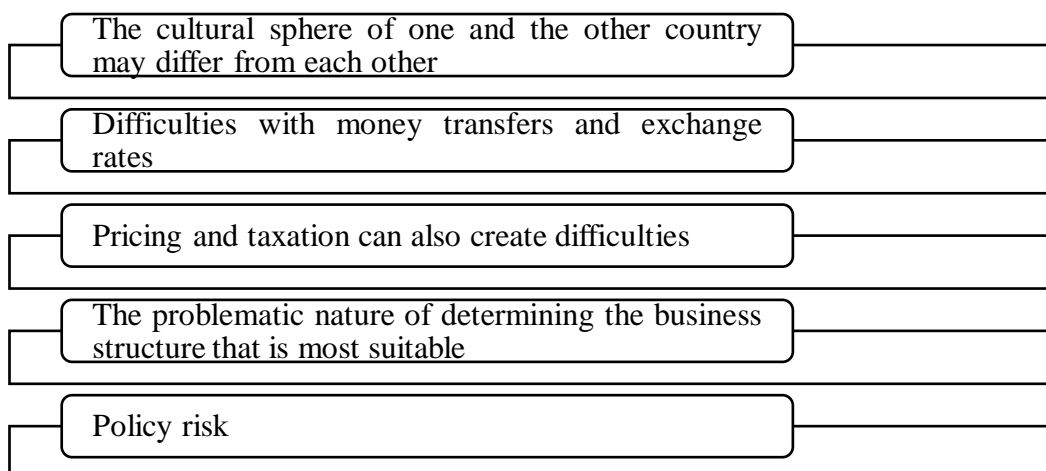 The cultural sphere of one and the other country
may differ from each other
Difficulties with money transfers and exchange
rates
Pricing and taxation can also create difficulties
The problematic nature of determining the business
structure that is most suitable
Policy risk